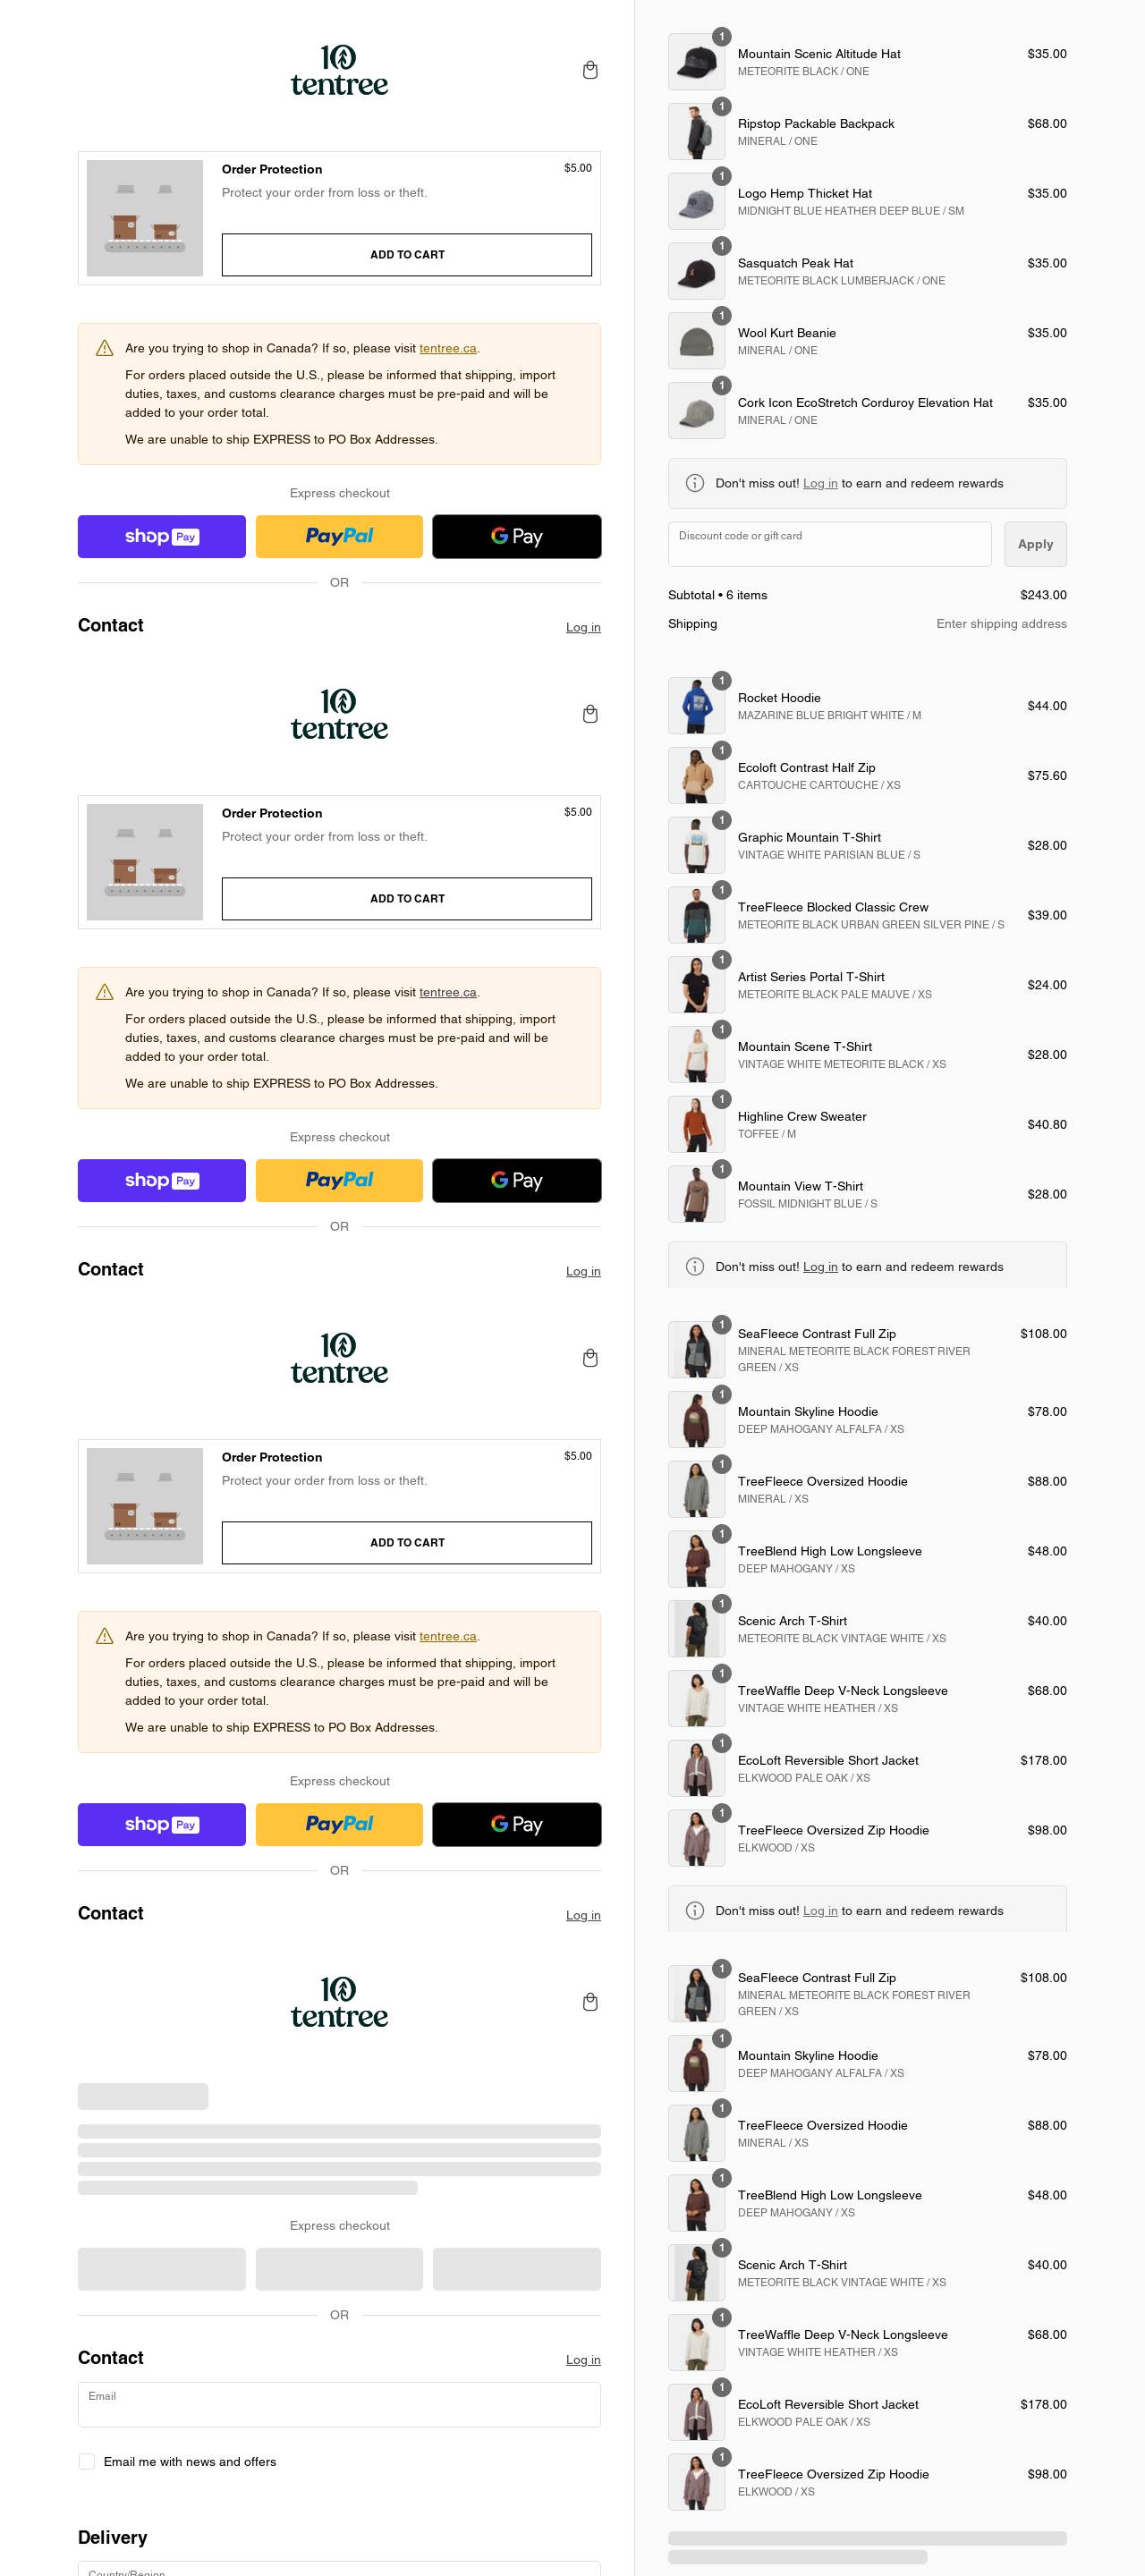 10
tentree
Order Protection
$5.00
Protect your order from loss or theft.
ADD TO CART
Are you trying to shop in Canada? If so, please visit tentree.ca.
For orders placed outside the U.S., please be informed that shipping, import
duties, taxes, and customs clearance charges must be pre-paid and will be
added to your order total.
We are unable to ship EXPRESS to PO Box Addresses.
Express checkout
shop Pay
PayPal
G Pay
OR
Contact
Log in
1
Mountain Scenic Altitude Hat
$35.00
METEORITE BLACK / ONE
1
Ripstop Packable Backpack
$68.00
MINERAL / ONE
1
Logo Hemp Thicket Hat
$35.00
MIDNIGHT BLUE HEATHER DEEP BLUE / SM
1
Sasquatch Peak Hat
$35.00
METEORITE BLACK LUMBERJACK / ONE
1
Wool Kurt Beanie
$35.00
MINERAL / ONE
1
Cork Icon EcoStretch Corduroy Elevation Hat
$35.00
MINERAL / ONE
Don't miss out! Log in to earn and redeem rewards
Discount code or gift card
Apply
Subtotal • 6 items
$243.00
Shipping
Enter shipping address
10
tentree
Order Protection
$5.00
Protect your order from loss or theft.
ADD TO CART
Are you trying to shop in Canada? If so, please visit tentree.ca.
For orders placed outside the U.S., please be informed that shipping, import
duties, taxes, and customs clearance charges must be pre-paid and will be
added to your order total.
We are unable to ship EXPRESS to PO Box Addresses.
Express checkout
shop Pay
PayPal
G Pay
OR
Contact
Log in
1
Rocket Hoodie
$44.00
MAZARINE BLUE BRIGHT WHITE / M
1
Ecoloft Contrast Half Zip
$75.60
CARTOUCHE CARTOUCHE / XS
1
Graphic Mountain T-Shirt
$28.00
VINTAGE WHITE PARISIAN BLUE / S
1
TreeFleece Blocked Classic Crew
$39.00
METEORITE BLACK URBAN GREEN SILVER PINE / S
1
Artist Series Portal T-Shirt
$24.00
METEORITE BLACK PALE MAUVE / XS
1
Mountain Scene T-Shirt
$28.00
VINTAGE WHITE METEORITE BLACK / XS
1
Highline Crew Sweater
$40.80
TOFFEE / M
1
Mountain View T-Shirt
$28.00
FOSSIL MIDNIGHT BLUE / S
Don't miss out! Log in to earn and redeem rewards
10
tentree
Order Protection
$5.00
Protect your order from loss or theft.
ADD TO CART
Are you trying to shop in Canada? If so, please visit tentree.ca.
For orders placed outside the U.S., please be informed that shipping, import
duties, taxes, and customs clearance charges must be pre-paid and will be
added to your order total.
We are unable to ship EXPRESS to PO Box Addresses.
Express checkout
shop Pay
PayPal
G Pay
OR
Contact
Log in
1
SeaFleece Contrast Full Zip
$108.00
MINERAL METEORITE BLACK FOREST RIVER
GREEN / XS
1
Mountain Skyline Hoodie
$78.00
DEEP MAHOGANY ALFALFA / XS
1
TreeFleece Oversized Hoodie
$88.00
MINERAL / XS
1
TreeBlend High Low Longsleeve
$48.00
DEEP MAHOGANY / XS
1
Scenic Arch T-Shirt
$40.00
METEORITE BLACK VINTAGE WHITE / XS
1
TreeWaffle Deep V-Neck Longsleeve
$68.00
VINTAGE WHITE HEATHER / XS
1
EcoLoft Reversible Short Jacket
$178.00
ELKWOOD PALE OAK / XS
1
TreeFleece Oversized Zip Hoodie
$98.00
ELKWOOD / XS
Don't miss out! Log in to earn and redeem rewards
10
tentree
Express checkout
OR
Contact
Log in
Email
Email me with news and offers
Delivery
Country/Region
1
SeaFleece Contrast Full Zip
$108.00
MINERAL METEORITE BLACK FOREST RIVER
GREEN / XS
1
Mountain Skyline Hoodie
$78.00
DEEP MAHOGANY ALFALFA / XS
1
TreeFleece Oversized Hoodie
$88.00
MINERAL / XS
1
TreeBlend High Low Longsleeve
$48.00
DEEP MAHOGANY / XS
1
Scenic Arch T-Shirt
$40.00
METEORITE BLACK VINTAGE WHITE / XS
1
TreeWaffle Deep V-Neck Longsleeve
$68.00
VINTAGE WHITE HEATHER / XS
1
EcoLoft Reversible Short Jacket
$178.00
ELKWOOD PALE OAK / XS
1
TreeFleece Oversized Zip Hoodie
$98.00
ELKWOOD / XS